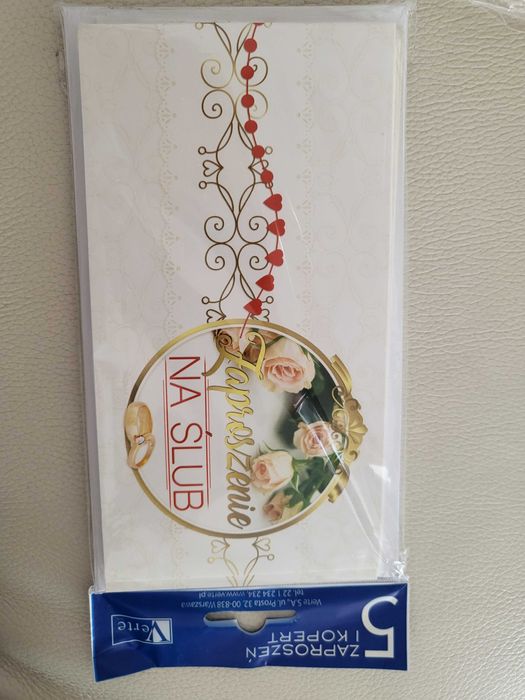 Zaproszenie
NA ŚLUB
5
ZAPROSZEŃ
I KOPERT
Verte
Verte S.A., ul. Prosta 32, 00-838 Warszawa
tel. 22 1 234 234, www.verte.pl